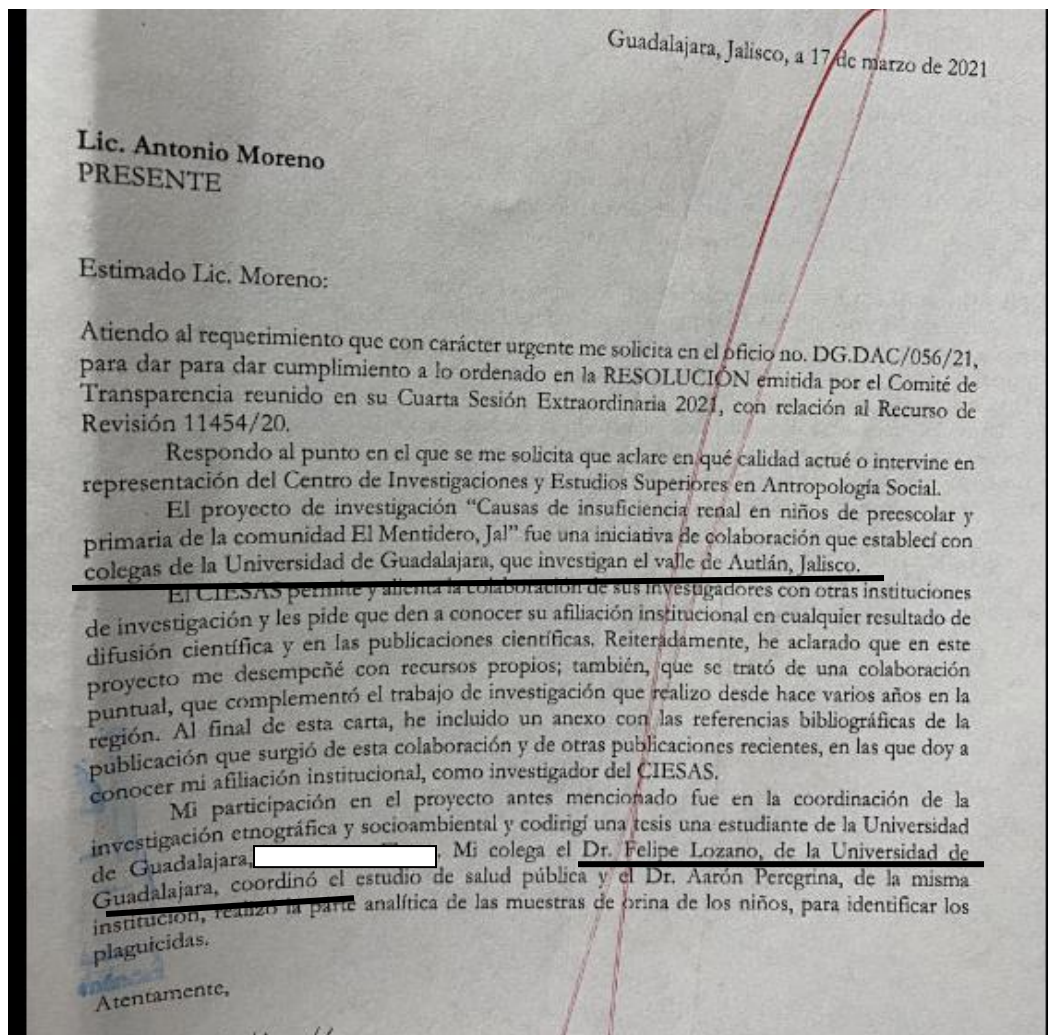 Guadalajara, Jalisco, a 17 de marzo de 2021
Lic. Antonio Moreno
PRESENTE
Estimado Lic. Moreno:
Atiendo al requerimiento que con carácter urgente me solicita en el oficio no. DG.DAC/056/21,
para dar para dar cumplimiento a lo ordenado en la RESOLUCIÓN emitida por el Comité de
Transparencia reunido en su Cuarta Sesión Extraordinaria 2021, con relación al Recurso de
Revisión 11454/20.
Respondo al punto en el que se me solicita que aclare en qué calidad actué o intervine en
representación del Centro de Investigaciones y Estudios Superiores en Antropología Social.
El proyecto de investigación “Causas de insuficiencia renal en niños de preescolar y
primaria de la comunidad El Mentidero, Jal” fue una iniciativa de colaboración que establecí con
colegas de la Universidad de Guadalajara, que investigan el valle de Autlán, Jalisco.
El CIESAS permite y alienta la colaboración de sus investigadores con otras instituciones
de investigación y les pide que den a conocer su afiliación institucional en cualquier resultado de
difusión científica y en las publicaciones científicas. Reiteradamente, he aclarado que en este
proyecto me desempeñé con recursos propios; también, que se trató de una colaboración
puntual, que complementó el trabajo de investigación que realizo desde hace varios años en la
región. Al final de esta carta, he incluido un anexo con las referencias bibliográficas de la
publicación que surgió de esta colaboración y de otras publicaciones recientes, en las que doy a
conocer mi afiliación institucional, como investigador del CIESAS.
Mi participación en el proyecto antes mencionado fue en la coordinación de la
investigación etnográfica y socioambiental y codirigí una tesis una estudiante de la Universidad
de Guadalajara, . Mi colega el Dr. Felipe Lozano, de la Universidad de
Guadalajara, coordinó el estudio de salud pública y el Dr. Aarón Peregrina, de la misma
institución, realizó la parte analítica de las muestras de orina de los niños, para identificar los
plaguicidas.
Atentamente,